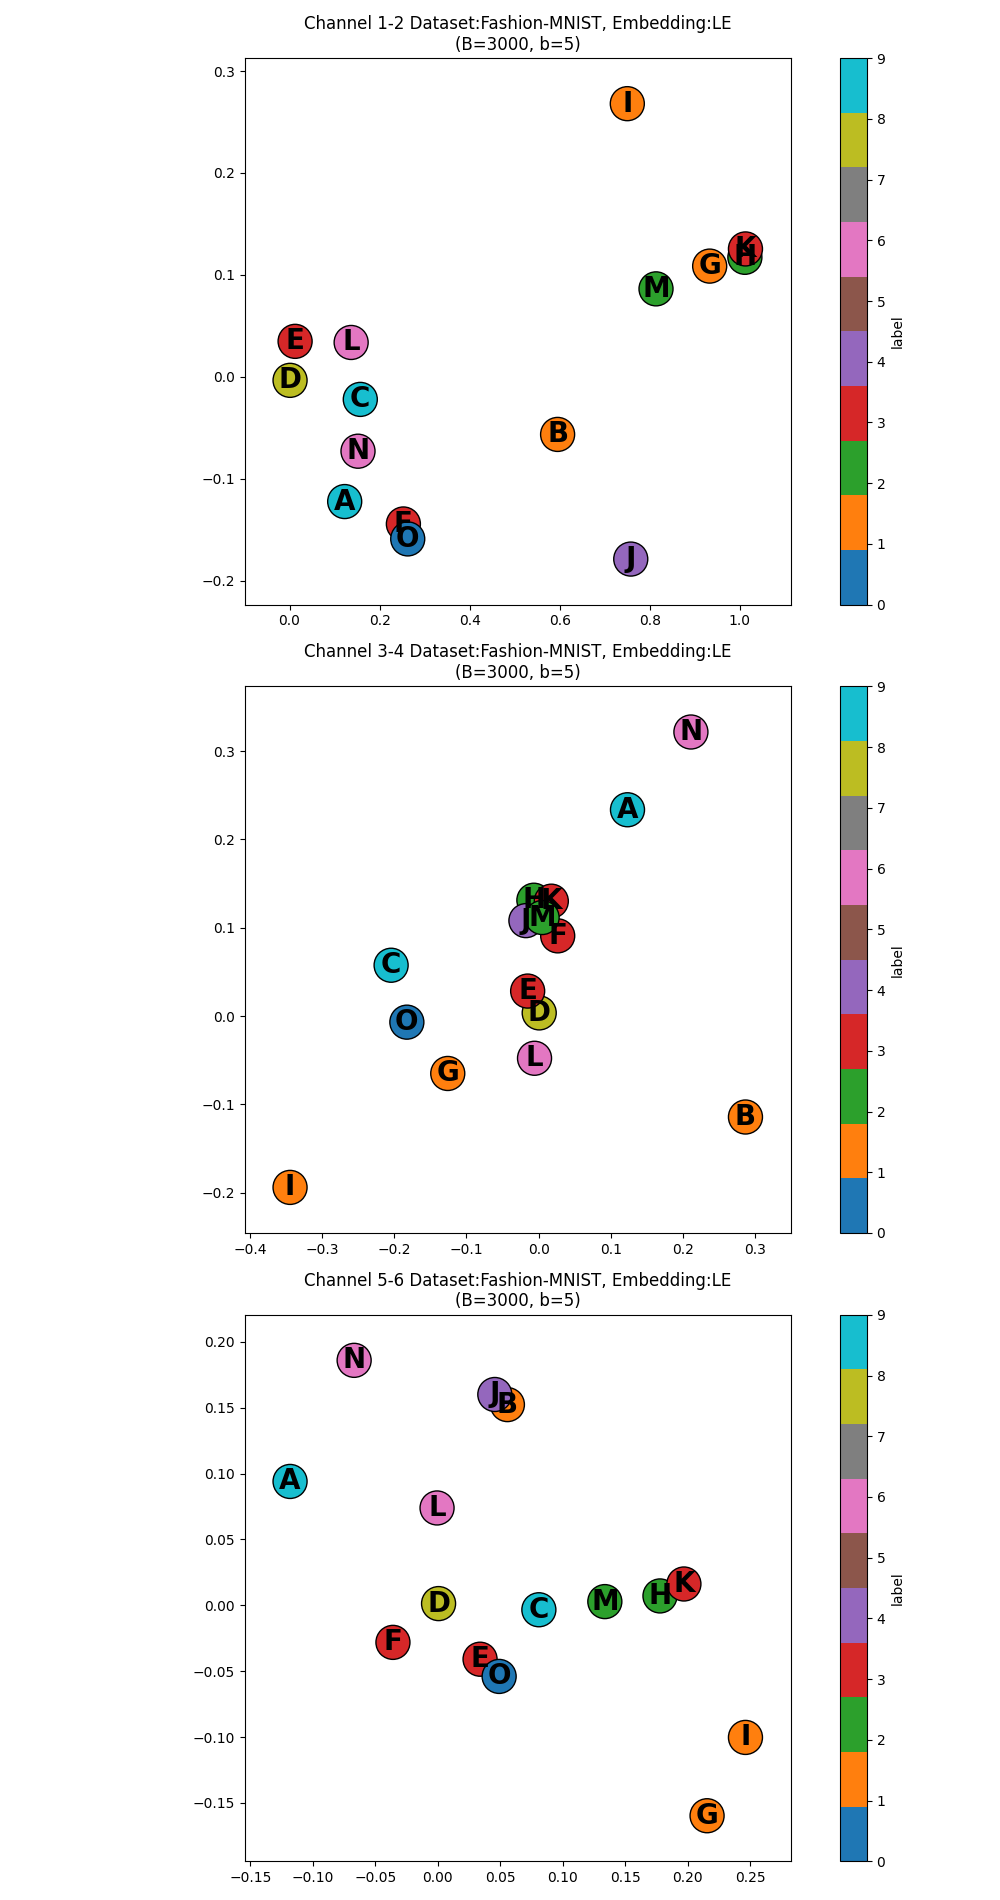 Channel 1-2 Dataset:Fashion-MNIST, Embedding:LE
(B=3000, b=5)
0.3
0.2
0.1
0.0
−0.1
−0.2
0.0 0.2 0.4 0.6 0.8 1.0
I
K
H
G
M
E
L
D
C
B
N
A
F
O
J
9
8
7
6
5
4
3
2
1
0
label
Channel 3-4 Dataset:Fashion-MNIST, Embedding:LE
(B=3000, b=5)
0.3
0.2
0.1
0.0
−0.1
−0.2
−0.4 −0.3 −0.2 −0.1 0.0 0.1 0.2 0.3
N
A
H
K
J
M
F
C
E
D
O
L
G
B
I
9
8
7
6
5
4
3
2
1
0
label
Channel 5-6 Dataset:Fashion-MNIST, Embedding:LE
(B=3000, b=5)
0.20
0.15
0.10
0.05
0.00
−0.05
−0.10
−0.15
−0.15 −0.10 −0.05 0.00 0.05 0.10 0.15 0.20 0.25
N
J
B
A
L
D
C
M
H
K
F
E
O
I
G
9
8
7
6
5
4
3
2
1
0
label